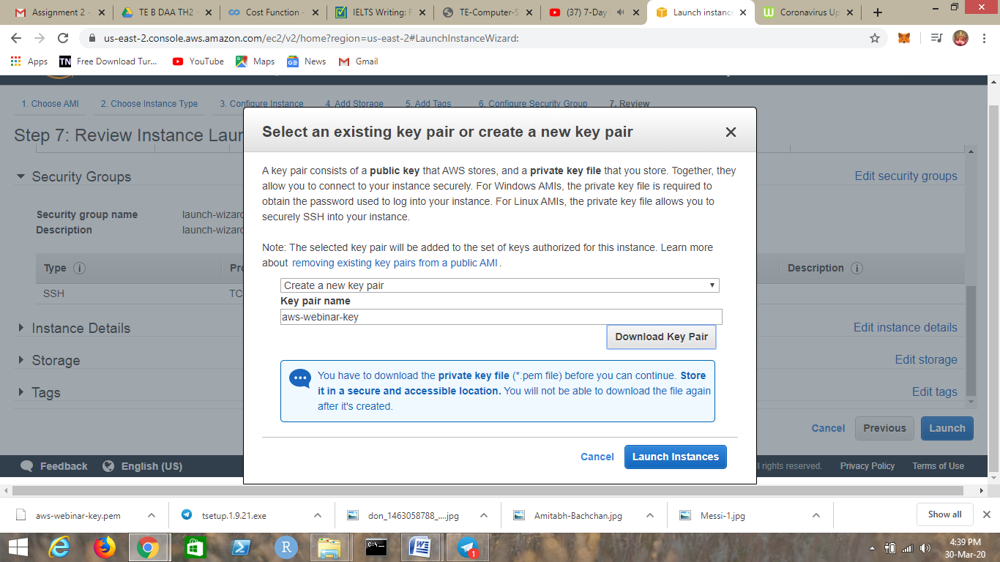 Assignment 2 -
TE B DAA TH2 -
Cost Function -
IELTS Writing: F
TE-Computer-S
(37) 7-Day
Launch instance
Coronavirus Up
us-east-2.console.aws.amazon.com/ec2/v2/home?region=us-east-2#LaunchInstanceWizard:
Apps
TN
Free Download Tur...
YouTube
Maps
News
Gmail
1. Choose AMI
2. Choose Instance Type
3. Configure Instance
4. Add Storage
5. Add Tags
6. Configure Security Group
7. Review
Step 7: Review Instance Laun
Select an existing key pair or create a new key pair
A key pair consists of a public key that AWS stores, and a private key file that you store. Together, they
allow you to connect to your instance securely. For Windows AMIs, the private key file is required to
obtain the password used to log into your instance. For Linux AMIs, the private key file allows you to
securely SSH into your instance.
Note: The selected key pair will be added to the set of keys authorized for this instance. Learn more
about removing existing key pairs from a public AMI .
Create a new key pair
Key pair name
aws-webinar-key
Download Key Pair
You have to download the private key file (*.pem file) before you can continue. Store
it in a secure and accessible location. You will not be able to download the file again
after it's created.
Cancel
Launch Instances
Security Groups
Edit security groups
Security group name
launch-wizard
Description
launch-wizard
Type
Pro
Description
SSH
TC
Instance Details
Edit instance details
Storage
Edit storage
Tags
Edit tags
Cancel
Previous
Launch
Feedback
English (US)
rights reserved.
Privacy Policy
Terms of Use
aws-webinar-key.pem
tsetup.1.9.21.exe
don_1463058788_....jpg
Amitabh-Bachchan.jpg
Messi-1.jpg
Show all
4:39 PM
30-Mar-20